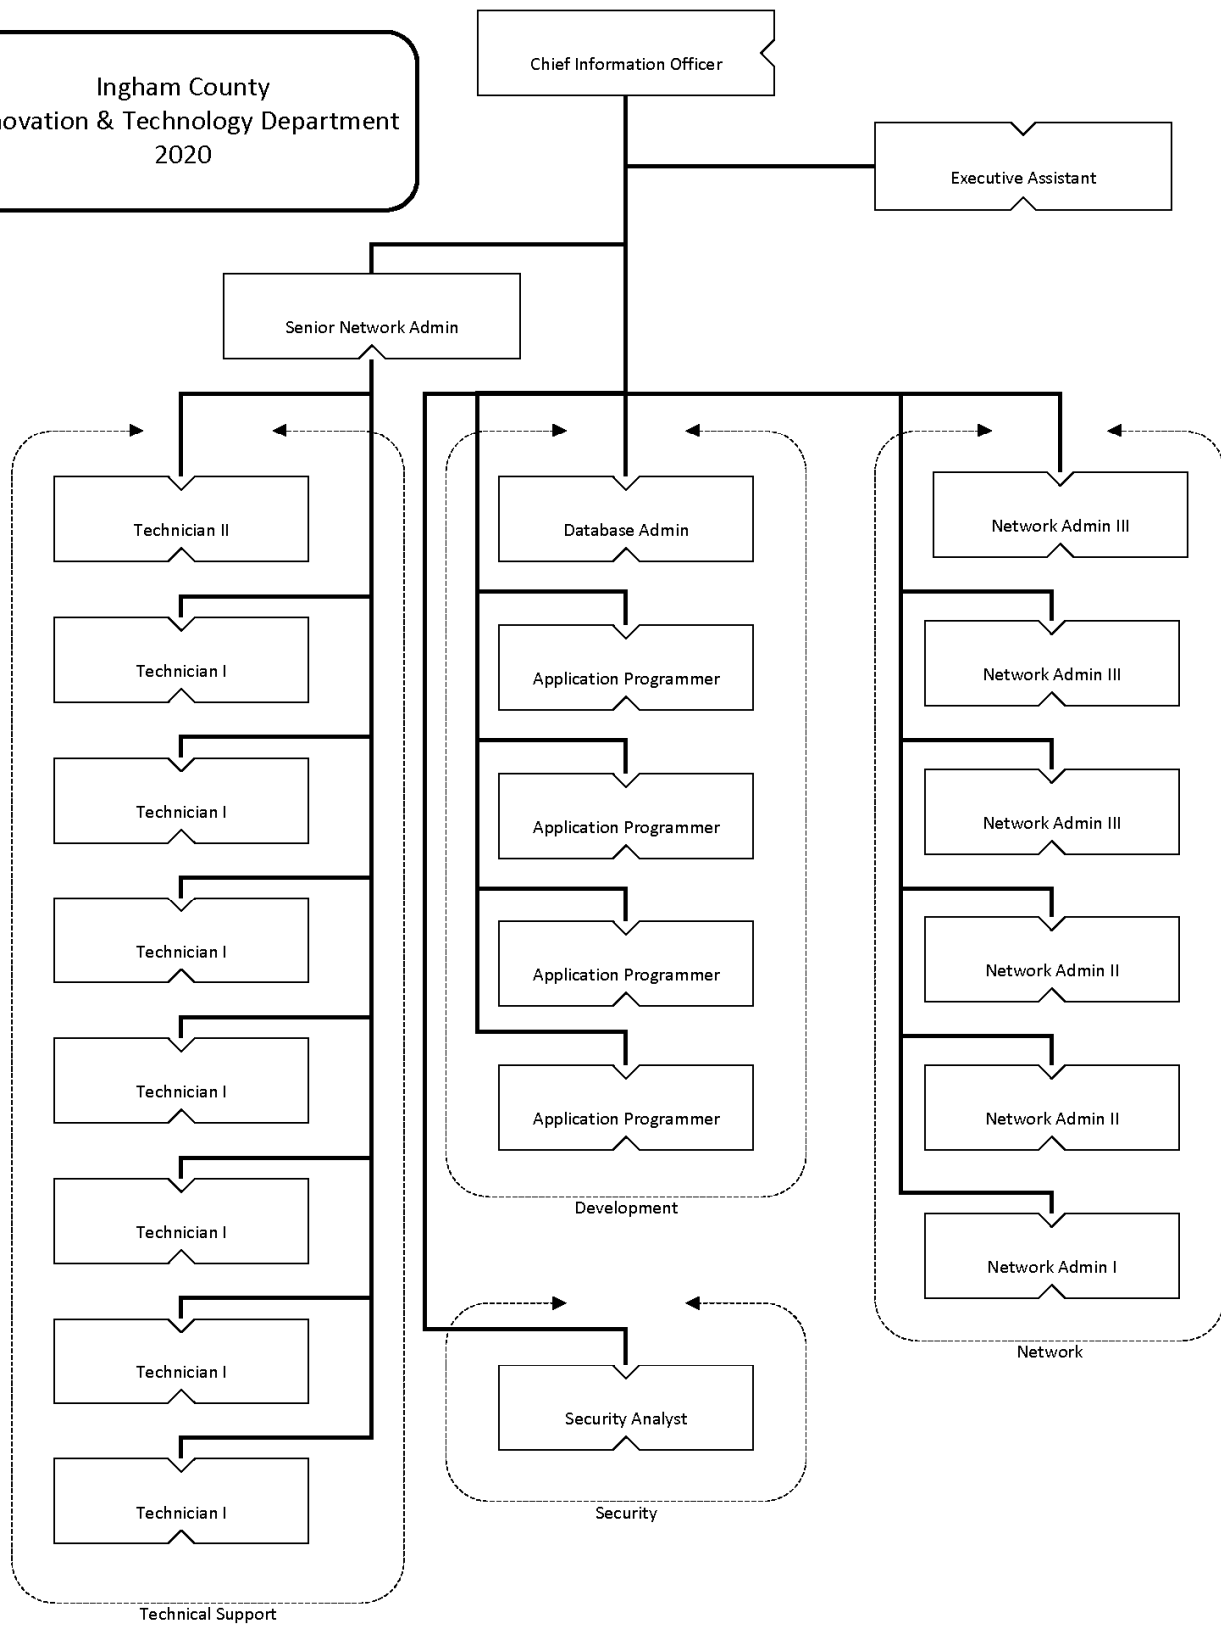 Ingham County
& Technology Department
2020
Chief Information Officer
Executive Assistant
Senior Network Admin
Technician II
Technician I
Technician I
Technician I
Technician I
Technician I
Technician I
Technician I
Technical Support
Database Admin
Application Programmer
Application Programmer
Application Programmer
Application Programmer
Development
Security Analyst
Security
Network Admin III
Network Admin III
Network Admin III
Network Admin II
Network Admin II
Network Admin I
Network